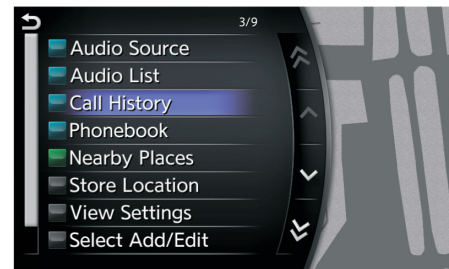 3/9
Audio Source
Audio List
Call History
Phonebook
Nearby Places
Store Location
View Settings
Select Add/Edit